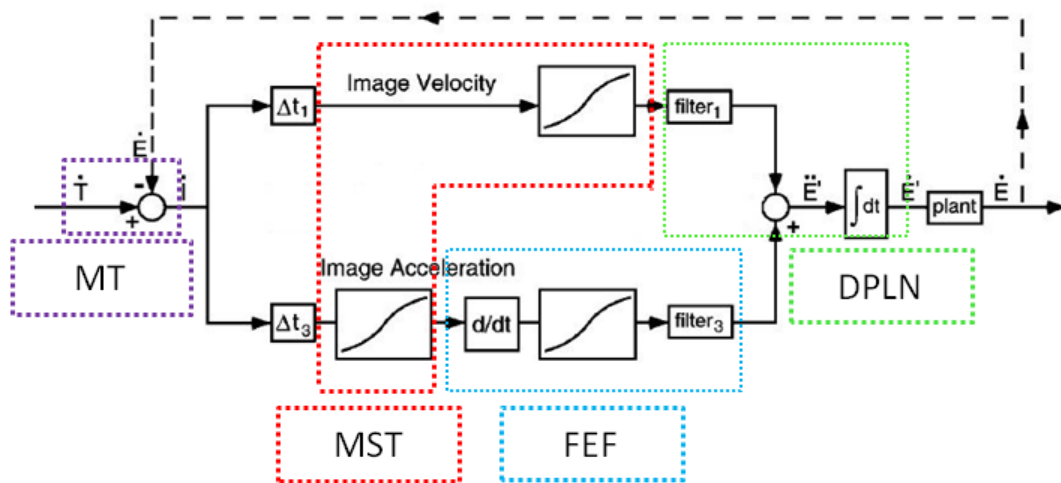 Ė
Image Velocity
Δt₁
filter₁
Ṫ
-
İ
+
Ë'
∫dt
Ė'
plant
Ė
+
MT
Image Acceleration
DPLN
Δt₃
d/dt
filter₃
MST
FEF